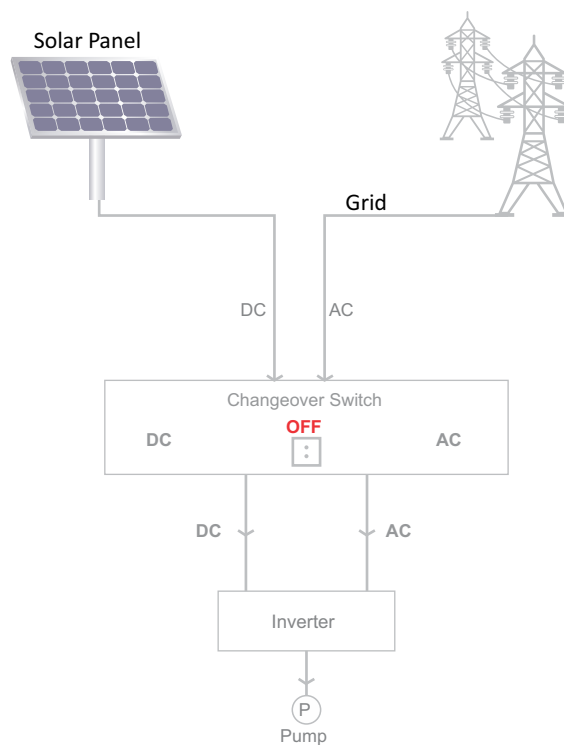 Solar Panel
Grid
DC
AC
Changeover Switch
OFF
DC
:
AC
DC
AC
Inverter
P
Pump